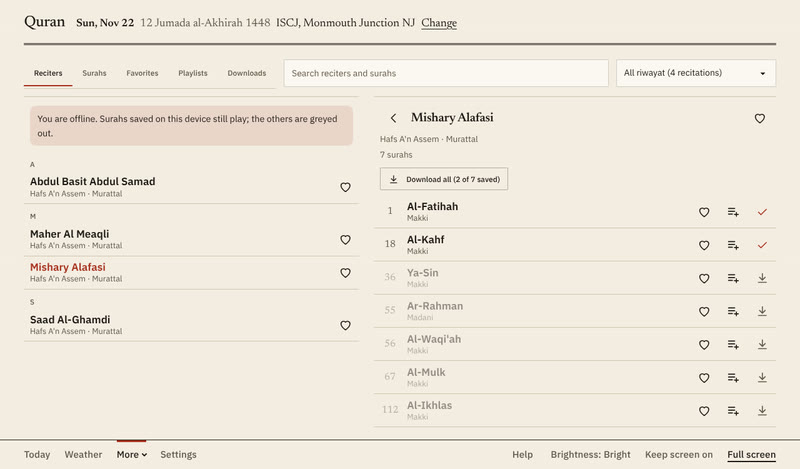 Quran Sun, Nov 22 12 Jumada al-Akhirah 1448 ISCJ, Monmouth Junction NJ Change
Reciters Surahs Favorites Playlists Downloads
Search reciters and surahs
All riwayat (4 recitations)
You are offline. Surahs saved on this device still play; the others are greyed
out.
A
Abdul Basit Abdul Samad
Hafs A'n Assem · Murattal
M
Maher Al Meaqli
Hafs A'n Assem · Murattal
Mishary Alafasi
Hafs A'n Assem · Murattal
S
Saad Al-Ghamdi
Hafs A'n Assem · Murattal
Mishary Alafasi
Hafs A'n Assem · Murattal
7 surahs
Download all (2 of 7 saved)
1 Al-Fatihah
Makki
18 Al-Kahf
Makki
36 Ya-Sin
Makki
55 Ar-Rahman
Madani
56 Al-Waqi'ah
Makki
67 Al-Mulk
Makki
112 Al-Ikhlas
Makki
Today Weather More Settings Help Brightness: Bright Keep screen on Full screen